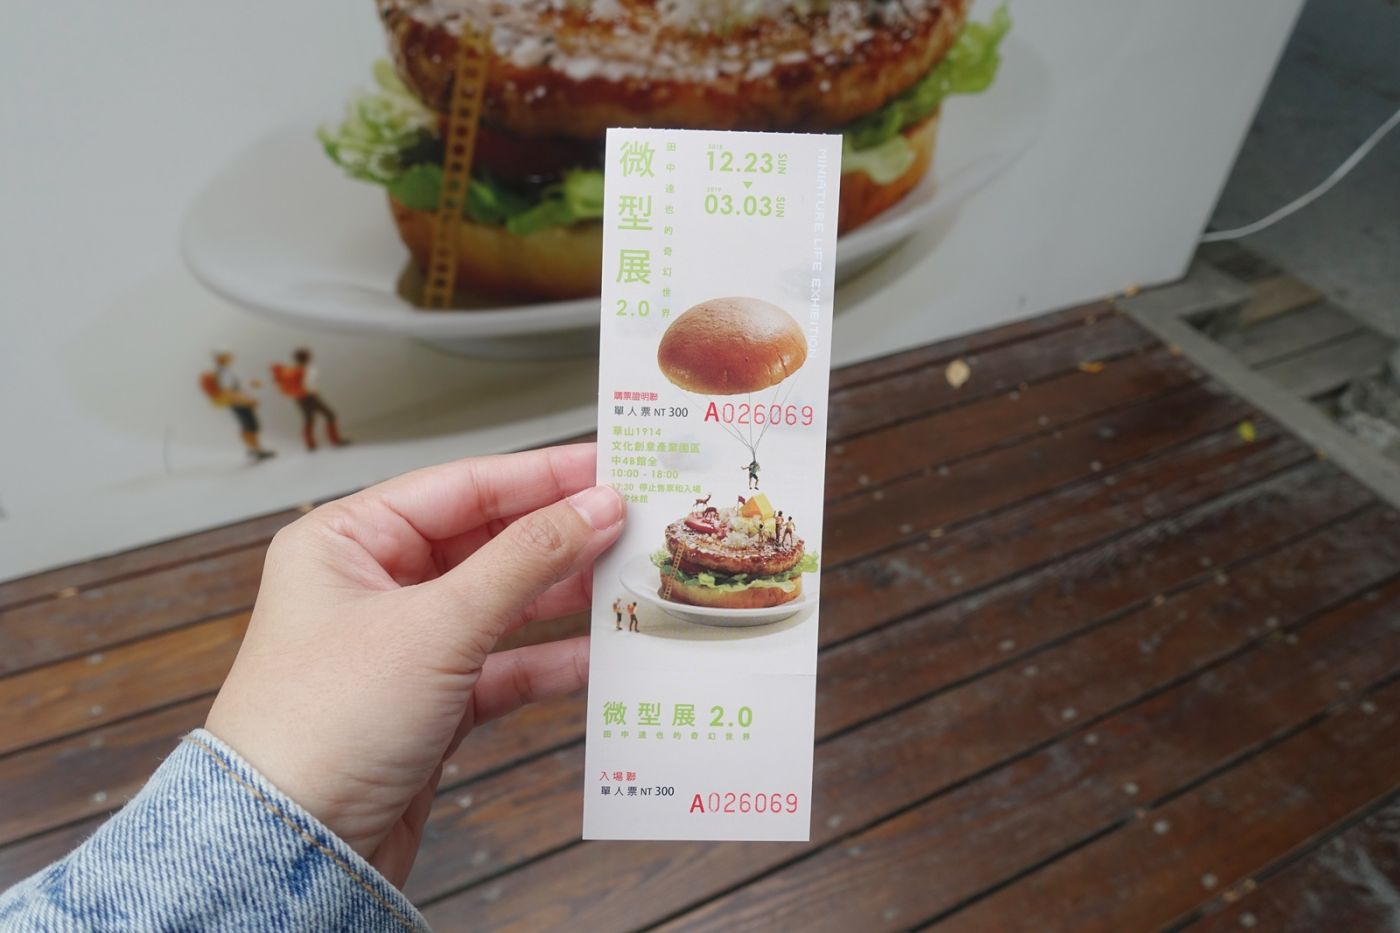 微型展
2.0
田中達也的奇幻世界
2018
12.23 SUN
2019
03.03 SUN
MINIATURE LIFE EXHIBITION
購票證明聯
單人票 NT 300
A026069
華山1914
文化創意產業園區
中4B館全
10:00 - 18:00
17:30 停止售票和入場
夕休館
微型展 2.0
田中達也的奇幻世界
入場聯
單人票 NT 300
A026069